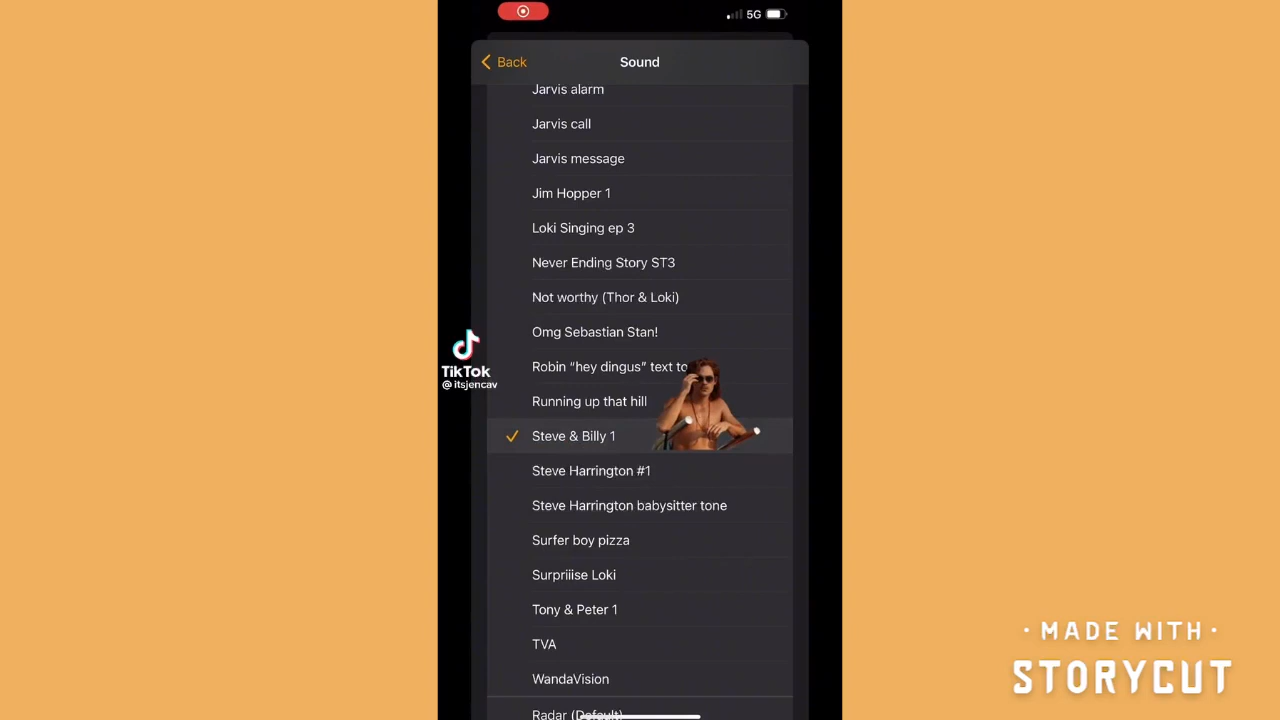 5G
Back
Sound
Jarvis alarm
Jarvis call
Jarvis message
Jim Hopper 1
Loki Singing ep 3
Never Ending Story ST3
Not worthy (Thor & Loki)
Omg Sebastian Stan!
Robin “hey dingus” text to
Running up that hill
Steve & Billy 1
Steve Harrington #1
Steve Harrington babysitter tone
Surfer boy pizza
Surpriiise Loki
Tony & Peter 1
TVA
WandaVision
Radar (Default)
TikTok
@itsjencav
· MADE WITH ·
STORYCUT